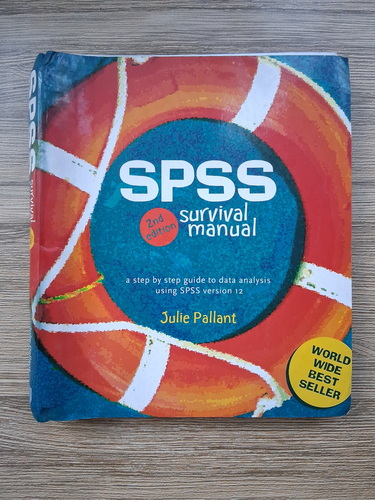 SPSS
2nd
edition
survival
manual
a step by step guide to data analysis
using SPSS version 12
Julie Pallant
WORLD
WIDE
BEST
SELLER
SPSS
survival